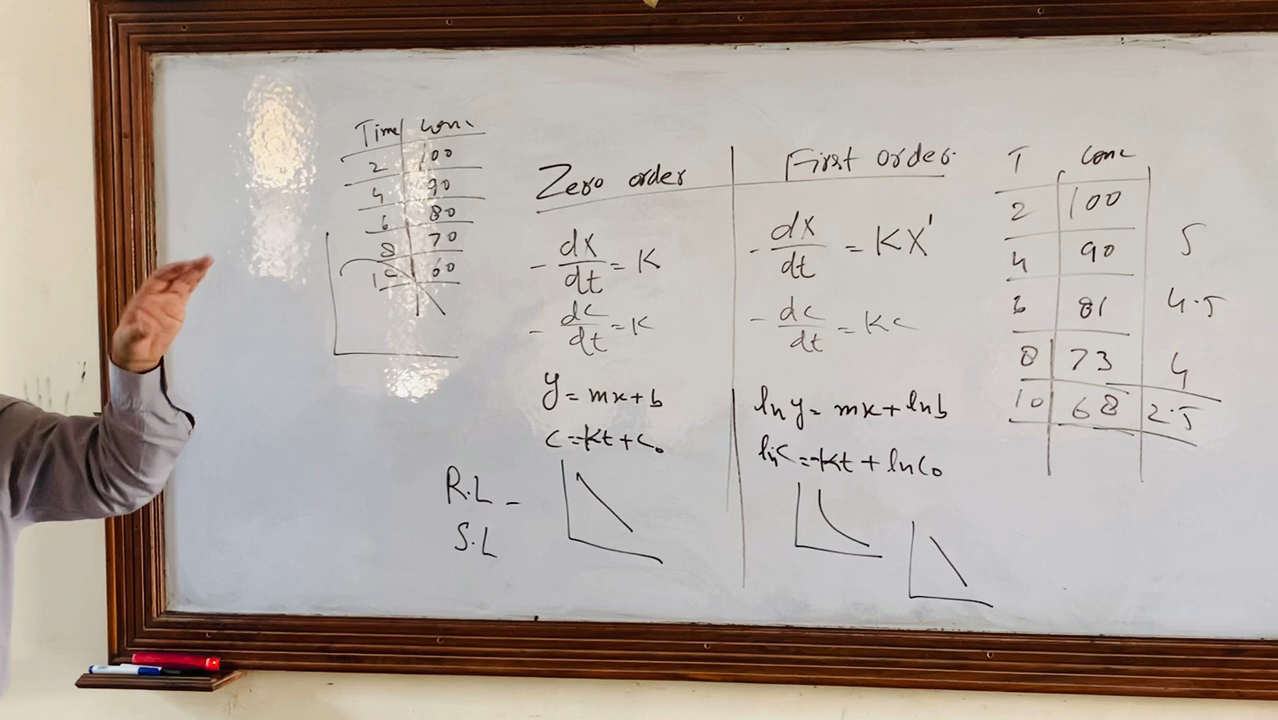 Time Conc
2 100
4 90
6 80
8 70
10 60
Zero order
- dx/dt = K
- dc/dt = K
y = mx + b
c = -Kt + C₀
R.L -
S.L
First order
- dx/dt = KX'
- dc/dt = Kc
ln y = mx + ln b
ln C = -Kt + ln C₀
T Conc
2 100
4 90 5
6 81 4.5
8 73 4
10 68 2.5